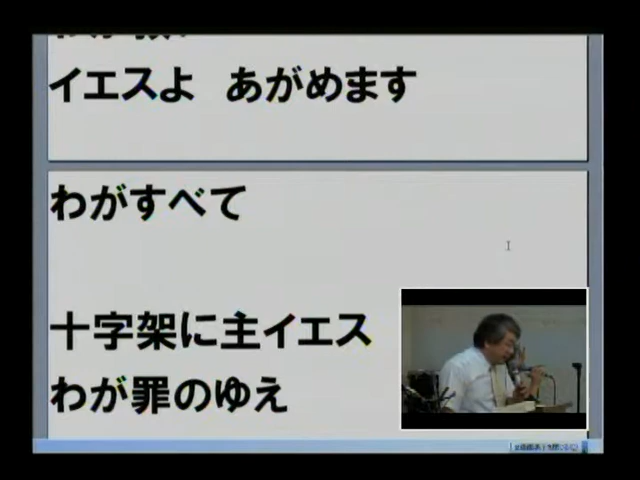 イエスよ あがめます
わがすべて
十字架に主イエス
わが罪のゆえ